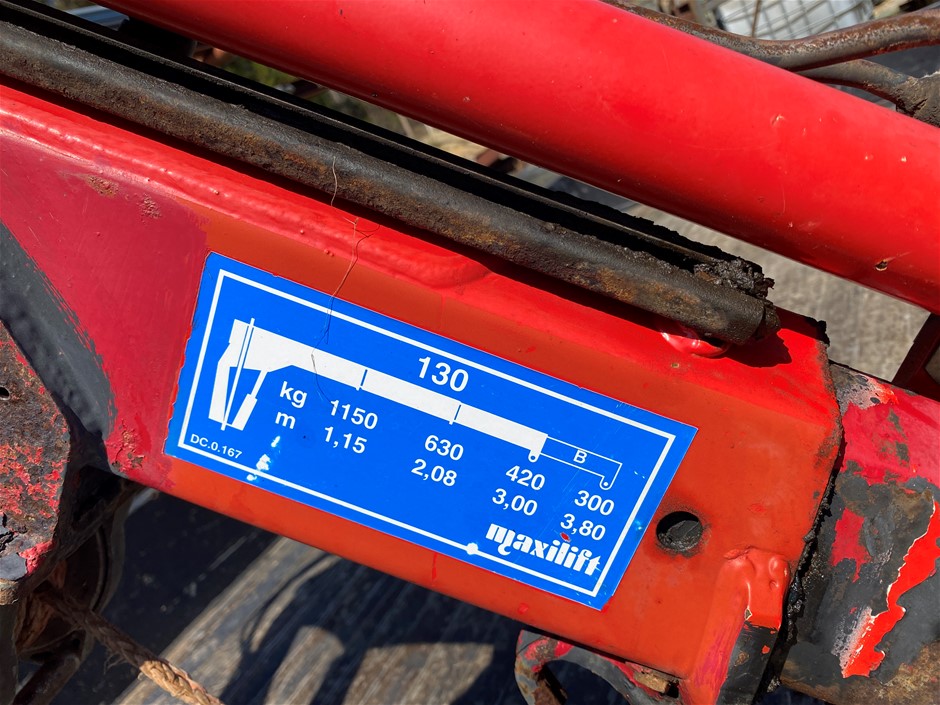 130
kg 1150 630 420 300
m 1,15 2,08 3,00 3,80
B
DC.0.167
maxilift